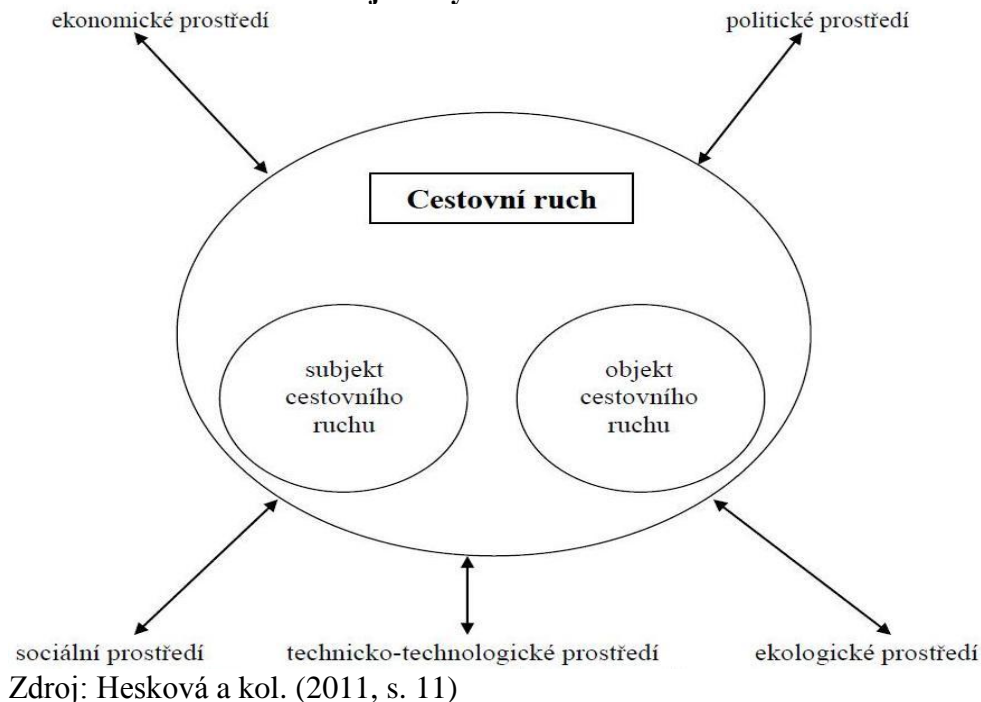 ekonomické prostředí
politické prostředí
Cestovní ruch
subjekt
cestovního
ruchu
objekt
cestovního
ruchu
sociální prostředí
technicko-technologické prostředí
ekologické prostředí
Zdroj: Hesková a kol. (2011, s. 11)